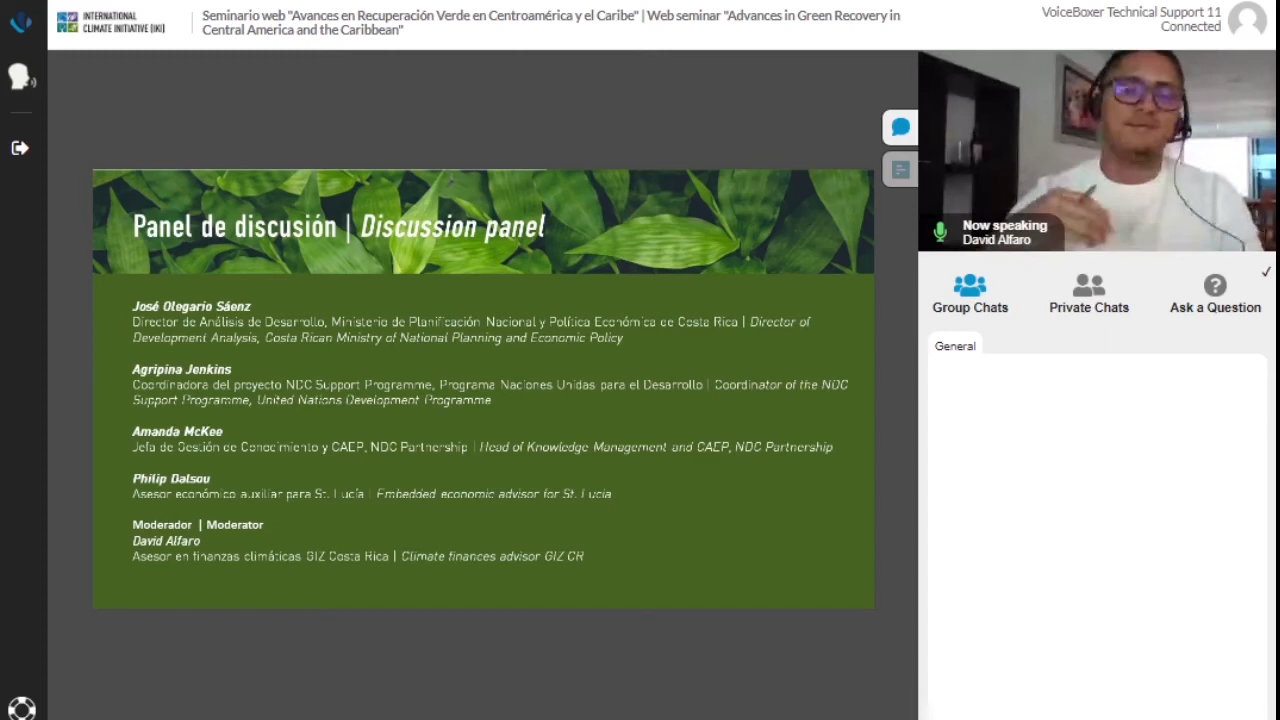 INTERNATIONAL
CLIMATE INITIATIVE (IKI)
Seminario web "Avances en Recuperación Verde en Centroamérica y el Caribe" | Web seminar "Advances in Green Recovery in
Central America and the Caribbean"
VoiceBoxer Technical Support 11
Connected
Panel de discusión | Discussion panel
José Olegario Sáenz
Director de Análisis de Desarrollo, Ministerio de Planificación Nacional y Política Económica de Costa Rica | Director of
Development Analysis, Costa Rican Ministry of National Planning and Economic Policy
Agripina Jenkins
Coordinadora del proyecto NDC Support Programme, Programa Naciones Unidas para el Desarrollo | Coordinator of the NDC
Support Programme, United Nations Development Programme
Amanda McKee
Jefa de Gestión de Conocimiento y CAEP, NDC Partnership | Head of Knowledge Management and CAEP, NDC Partnership
Philip Dalsou
Asesor económico auxiliar para St. Lucía | Embedded economic advisor for St. Lucia
Moderador | Moderator
David Alfaro
Asesor en finanzas climáticas GIZ Costa Rica | Climate finances advisor GIZ CR
Now speaking
David Alfaro
Group Chats
Private Chats
Ask a Question
General